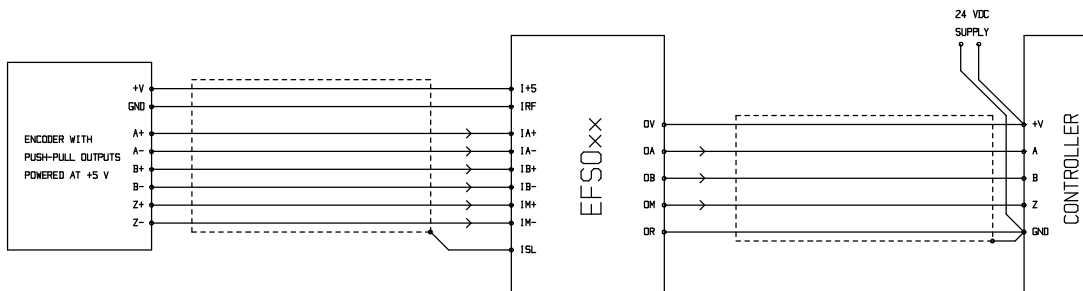 24 VDC
SUPPLY
ENCODER WITH
PUSH-PULL OUTPUTS
POWERED AT +5 V
+V
GND
A+
A-
B+
B-
Z+
Z-
I+5
IRF
IA+
IA-
IB+
IB-
IM+
IM-
ISL
EFSOxx
OV
OA
OB
OM
OR
+V
A
B
Z
GND
CONTROLLER